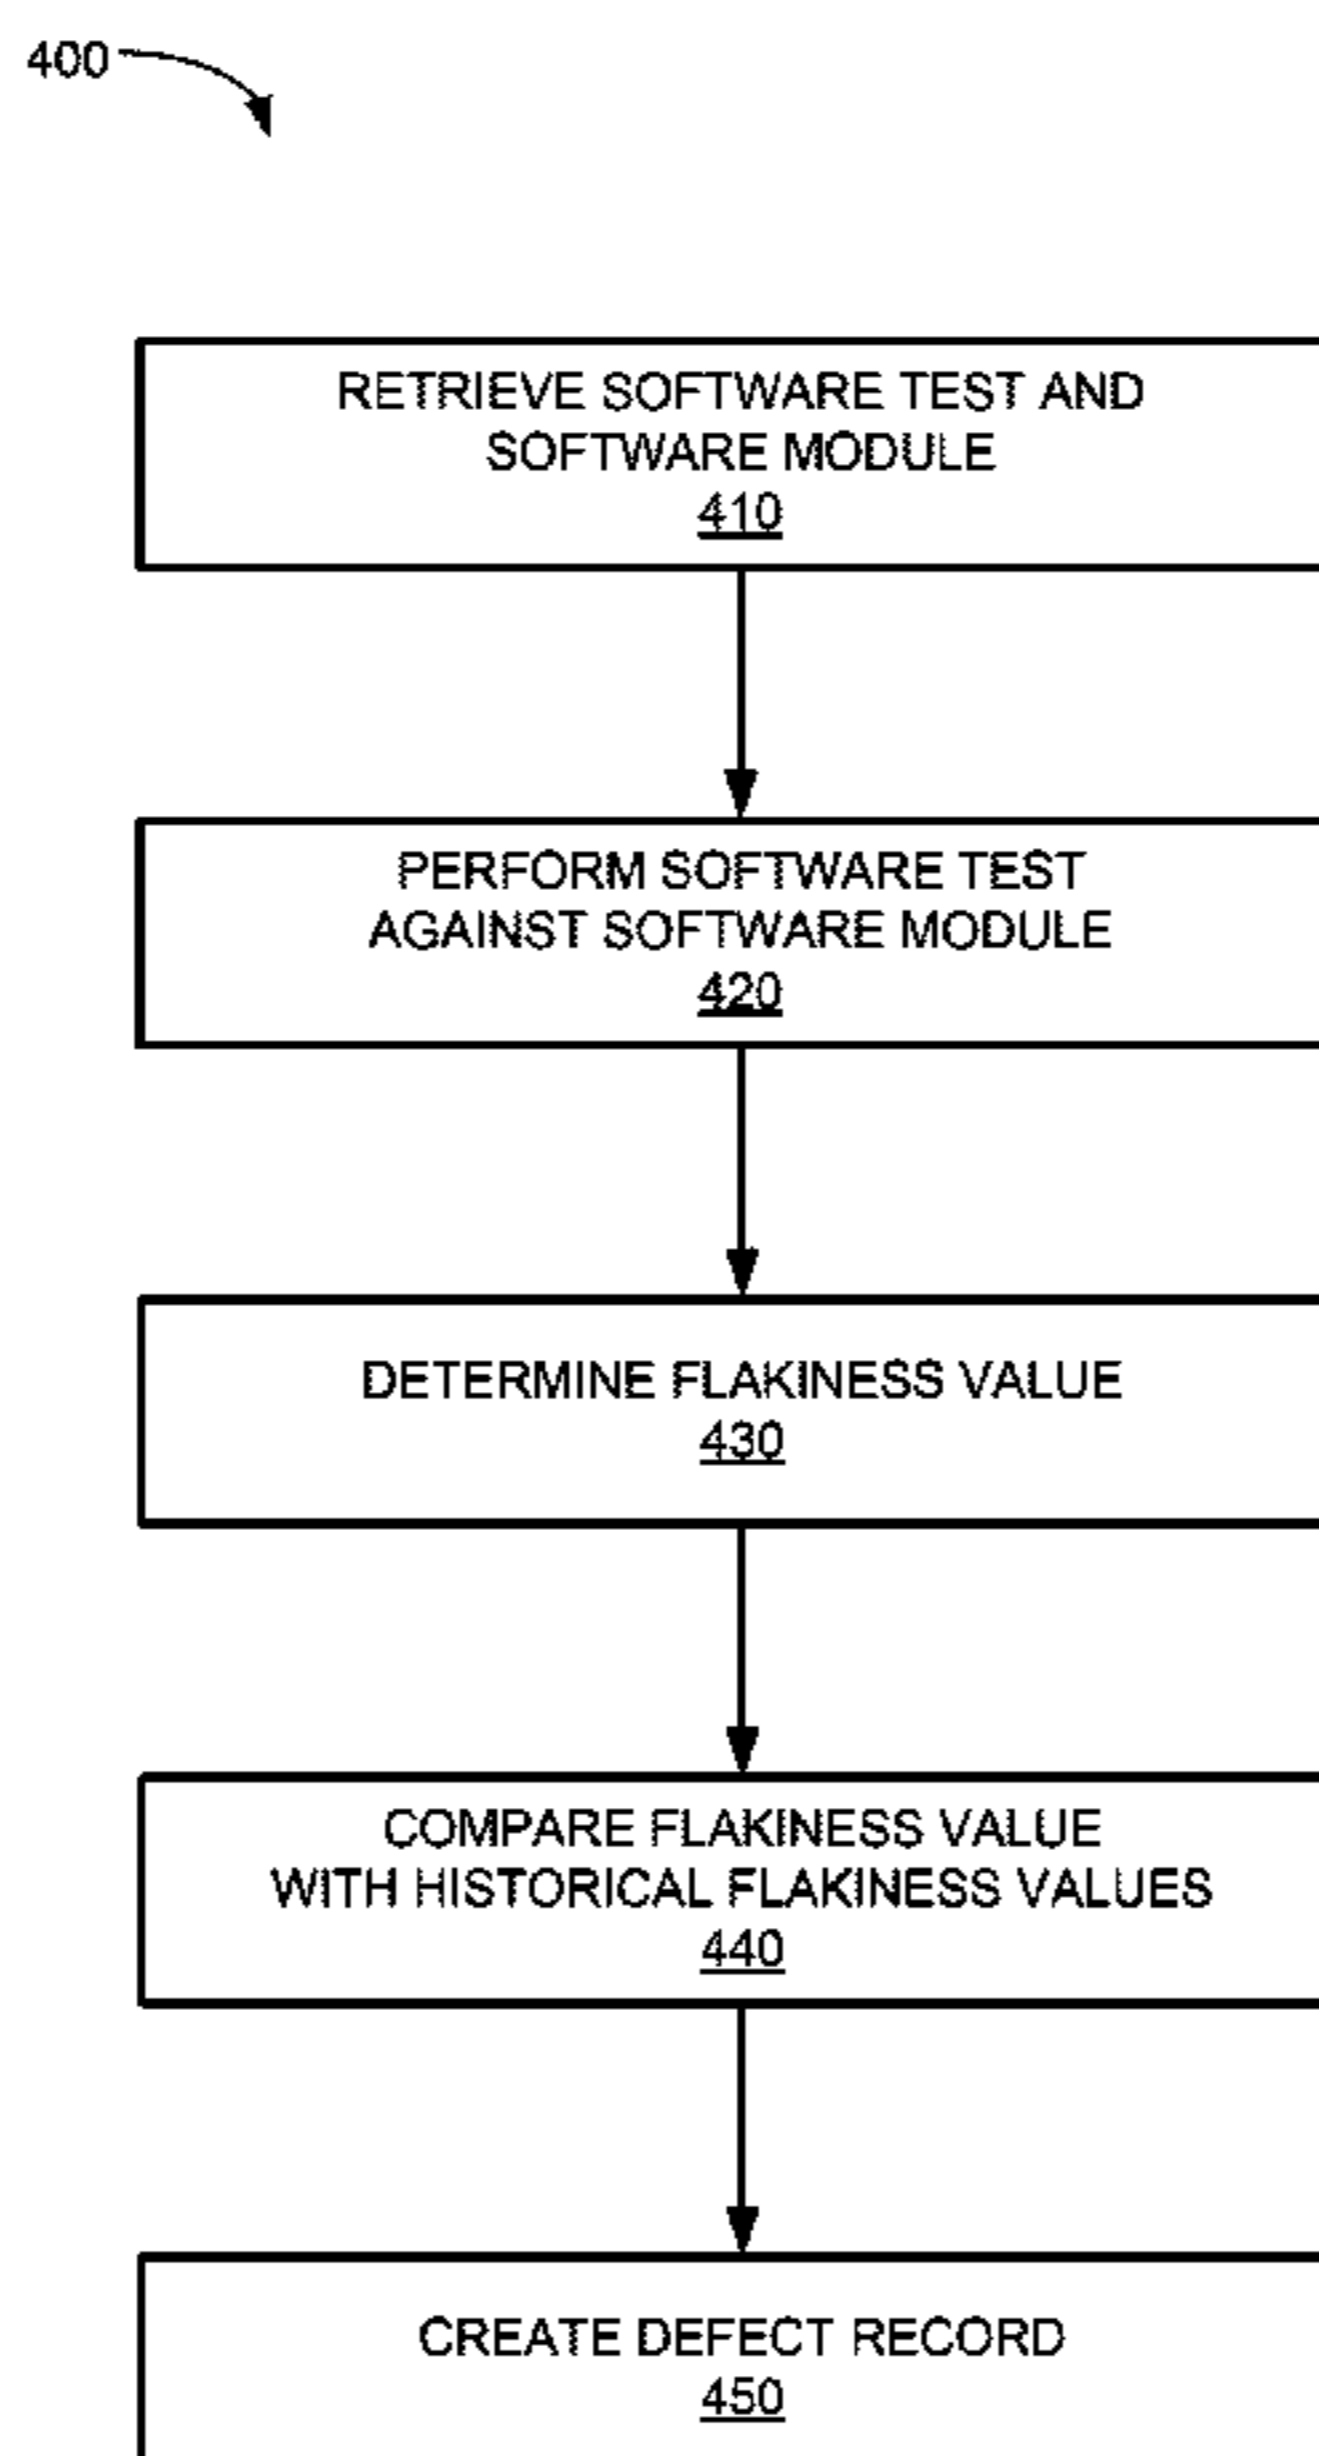 400
RETRIEVE SOFTWARE TEST AND
SOFTWARE MODULE
410
PERFORM SOFTWARE TEST
AGAINST SOFTWARE MODULE
420
DETERMINE FLAKINESS VALUE
430
COMPARE FLAKINESS VALUE
WITH HISTORICAL FLAKINESS VALUES
440
CREATE DEFECT RECORD
450